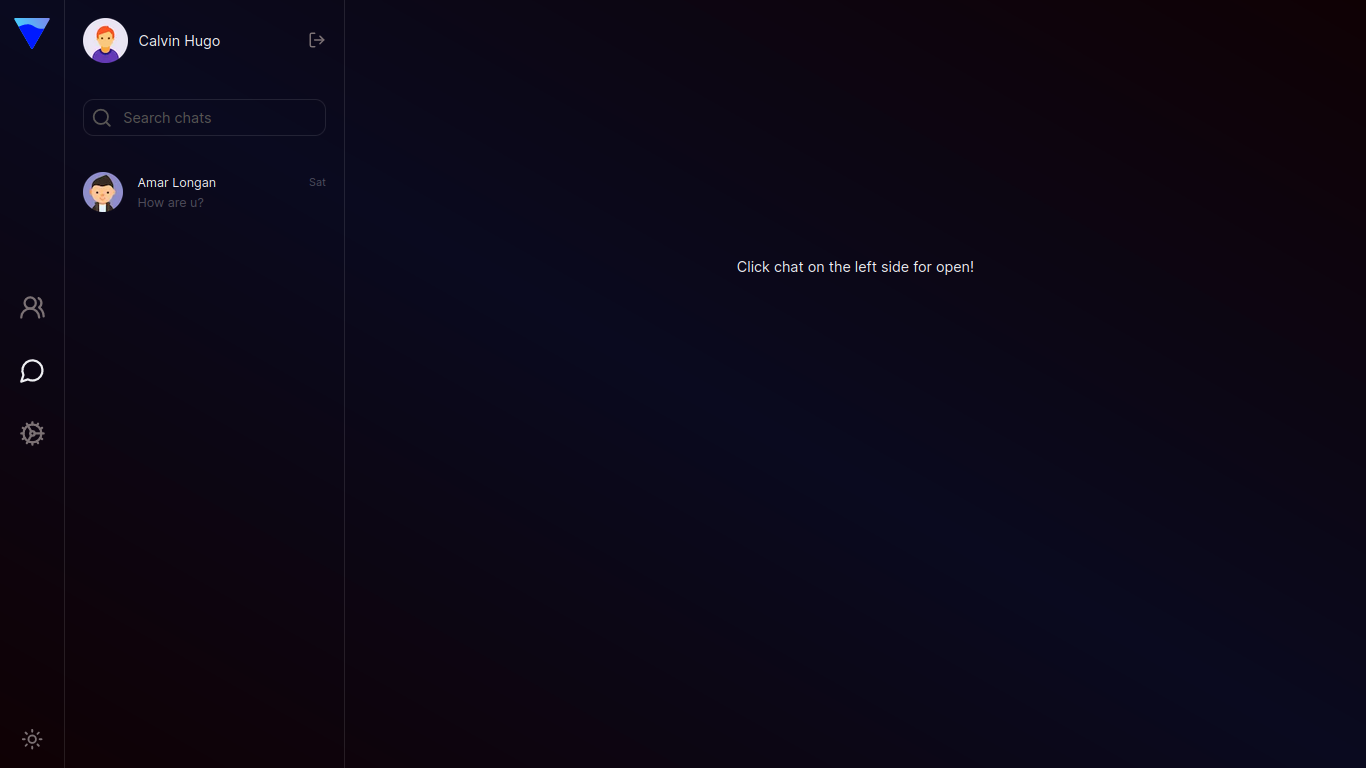 Calvin Hugo
Search chats
Amar Longan
Sat
How are u?
Click chat on the left side for open!